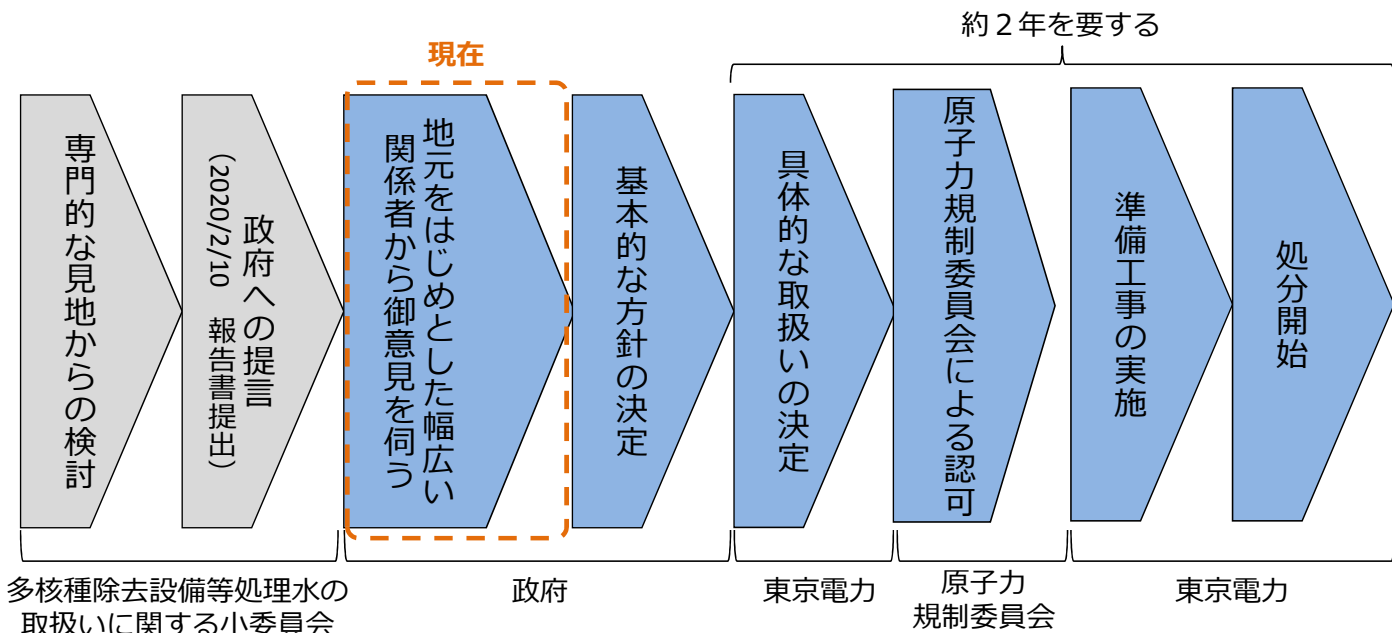 約２年を要する
現在
専門的な見地からの検討
政府への提言
(2020/2/10　報告書提出)
地元をはじめとした幅広い
関係者から御意見を伺う
基本的な方針の決定
具体的な取扱いの決定
原子力規制委員会による認可
準備工事の実施
処分開始
多核種除去設備等処理水の
取扱いに関する小委員会
政府
東京電力
原子力
規制委員会
東京電力